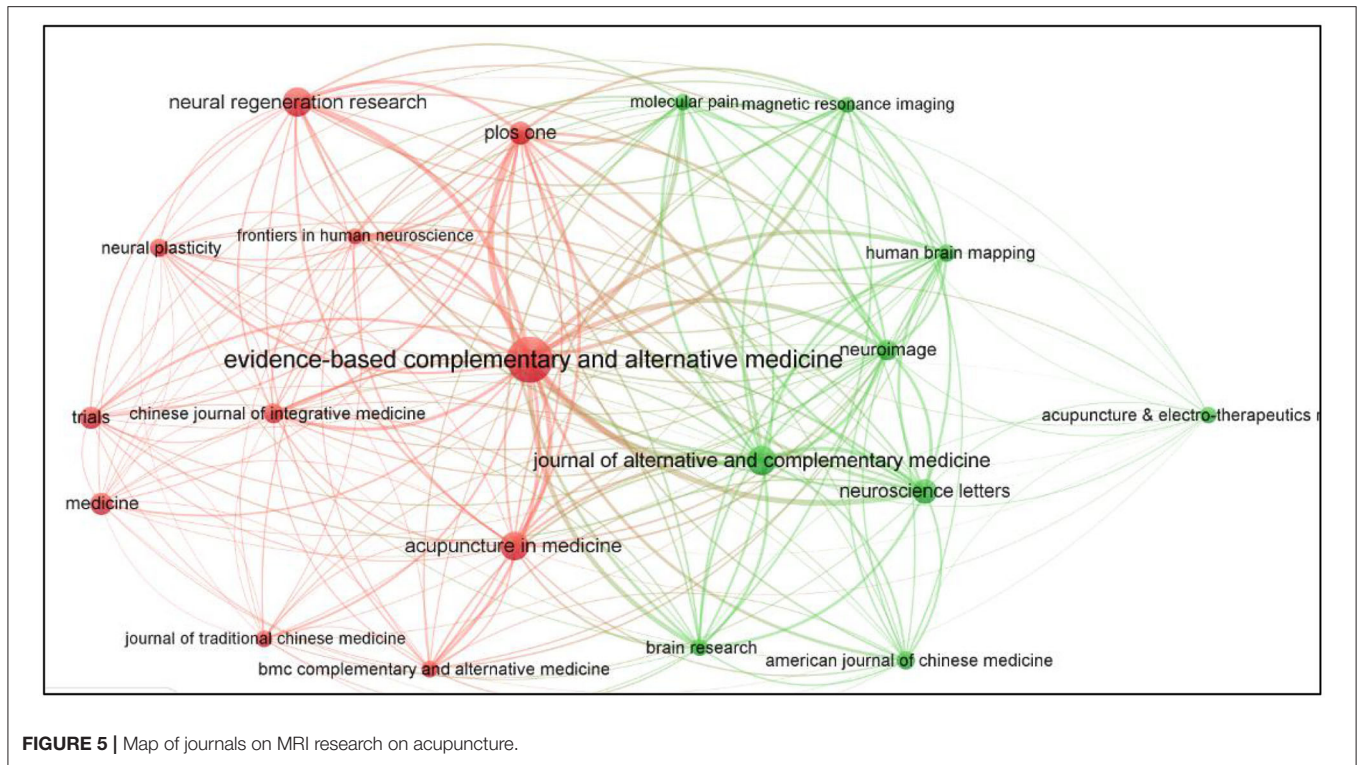 neural regeneration research
molecular pain
magnetic resonance imaging
plos one
frontiers in human neuroscience
neural plasticity
human brain mapping
neuroimage
evidence-based complementary and alternative medicine
trials
chinese journal of integrative medicine
acupuncture & electro-therapeutics r
journal of alternative and complementary medicine
neuroscience letters
medicine
acupuncture in medicine
journal of traditional chinese medicine
brain research
american journal of chinese medicine
bmc complementary and alternative medicine
FIGURE 5 | Map of journals on MRI research on acupuncture.